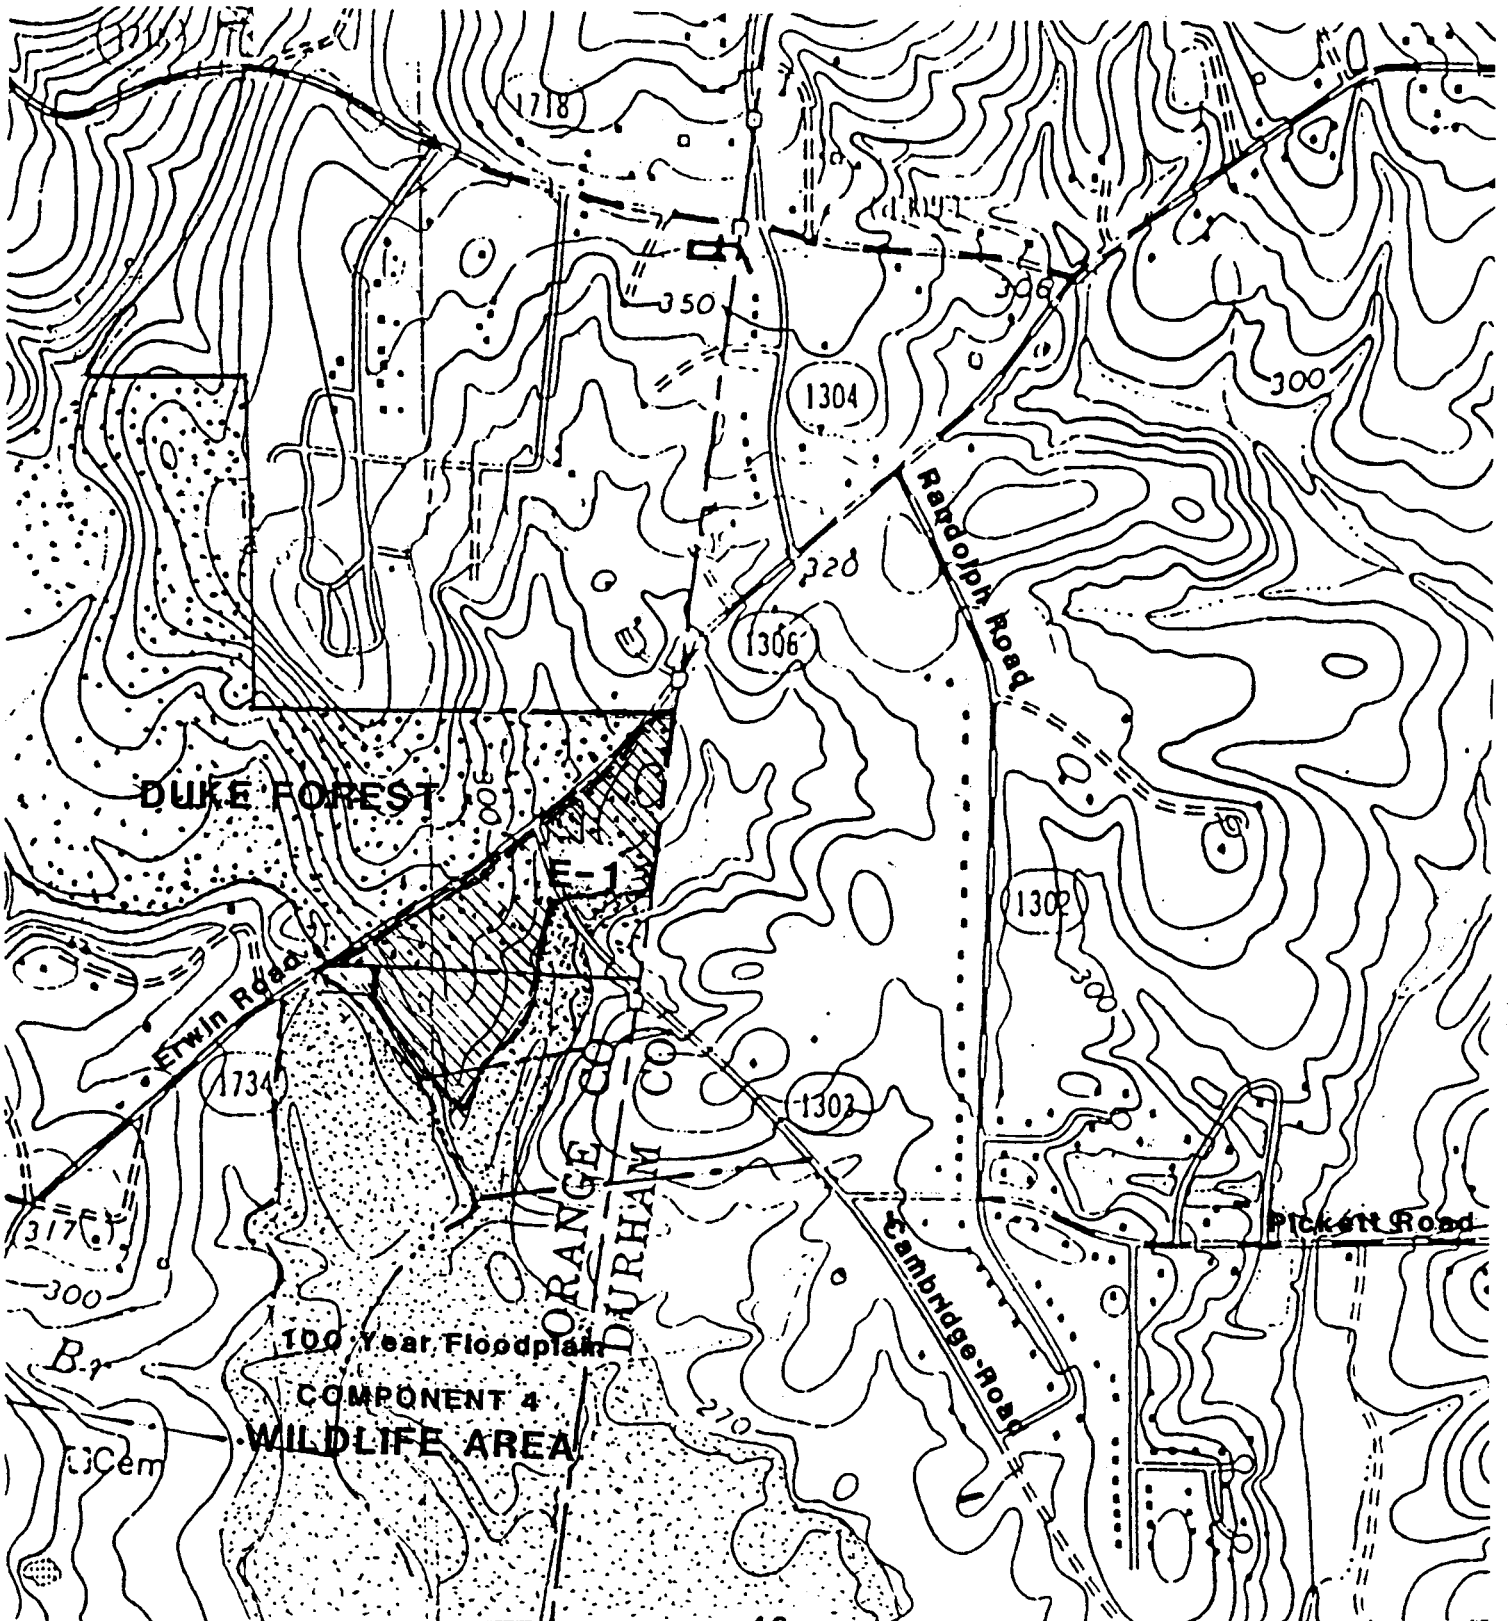 1718
350
306
1304
300
Randolph Road
320
1306
DUKE FOREST
300
E-1
1302
300
Erwin Road
1734
ORANGE CO
DURHAM CO
1303
317
Pickett Road
300
Cambridge Road
100 Year Floodplain
COMPONENT 4
WILDLIFE AREA
270
Cem